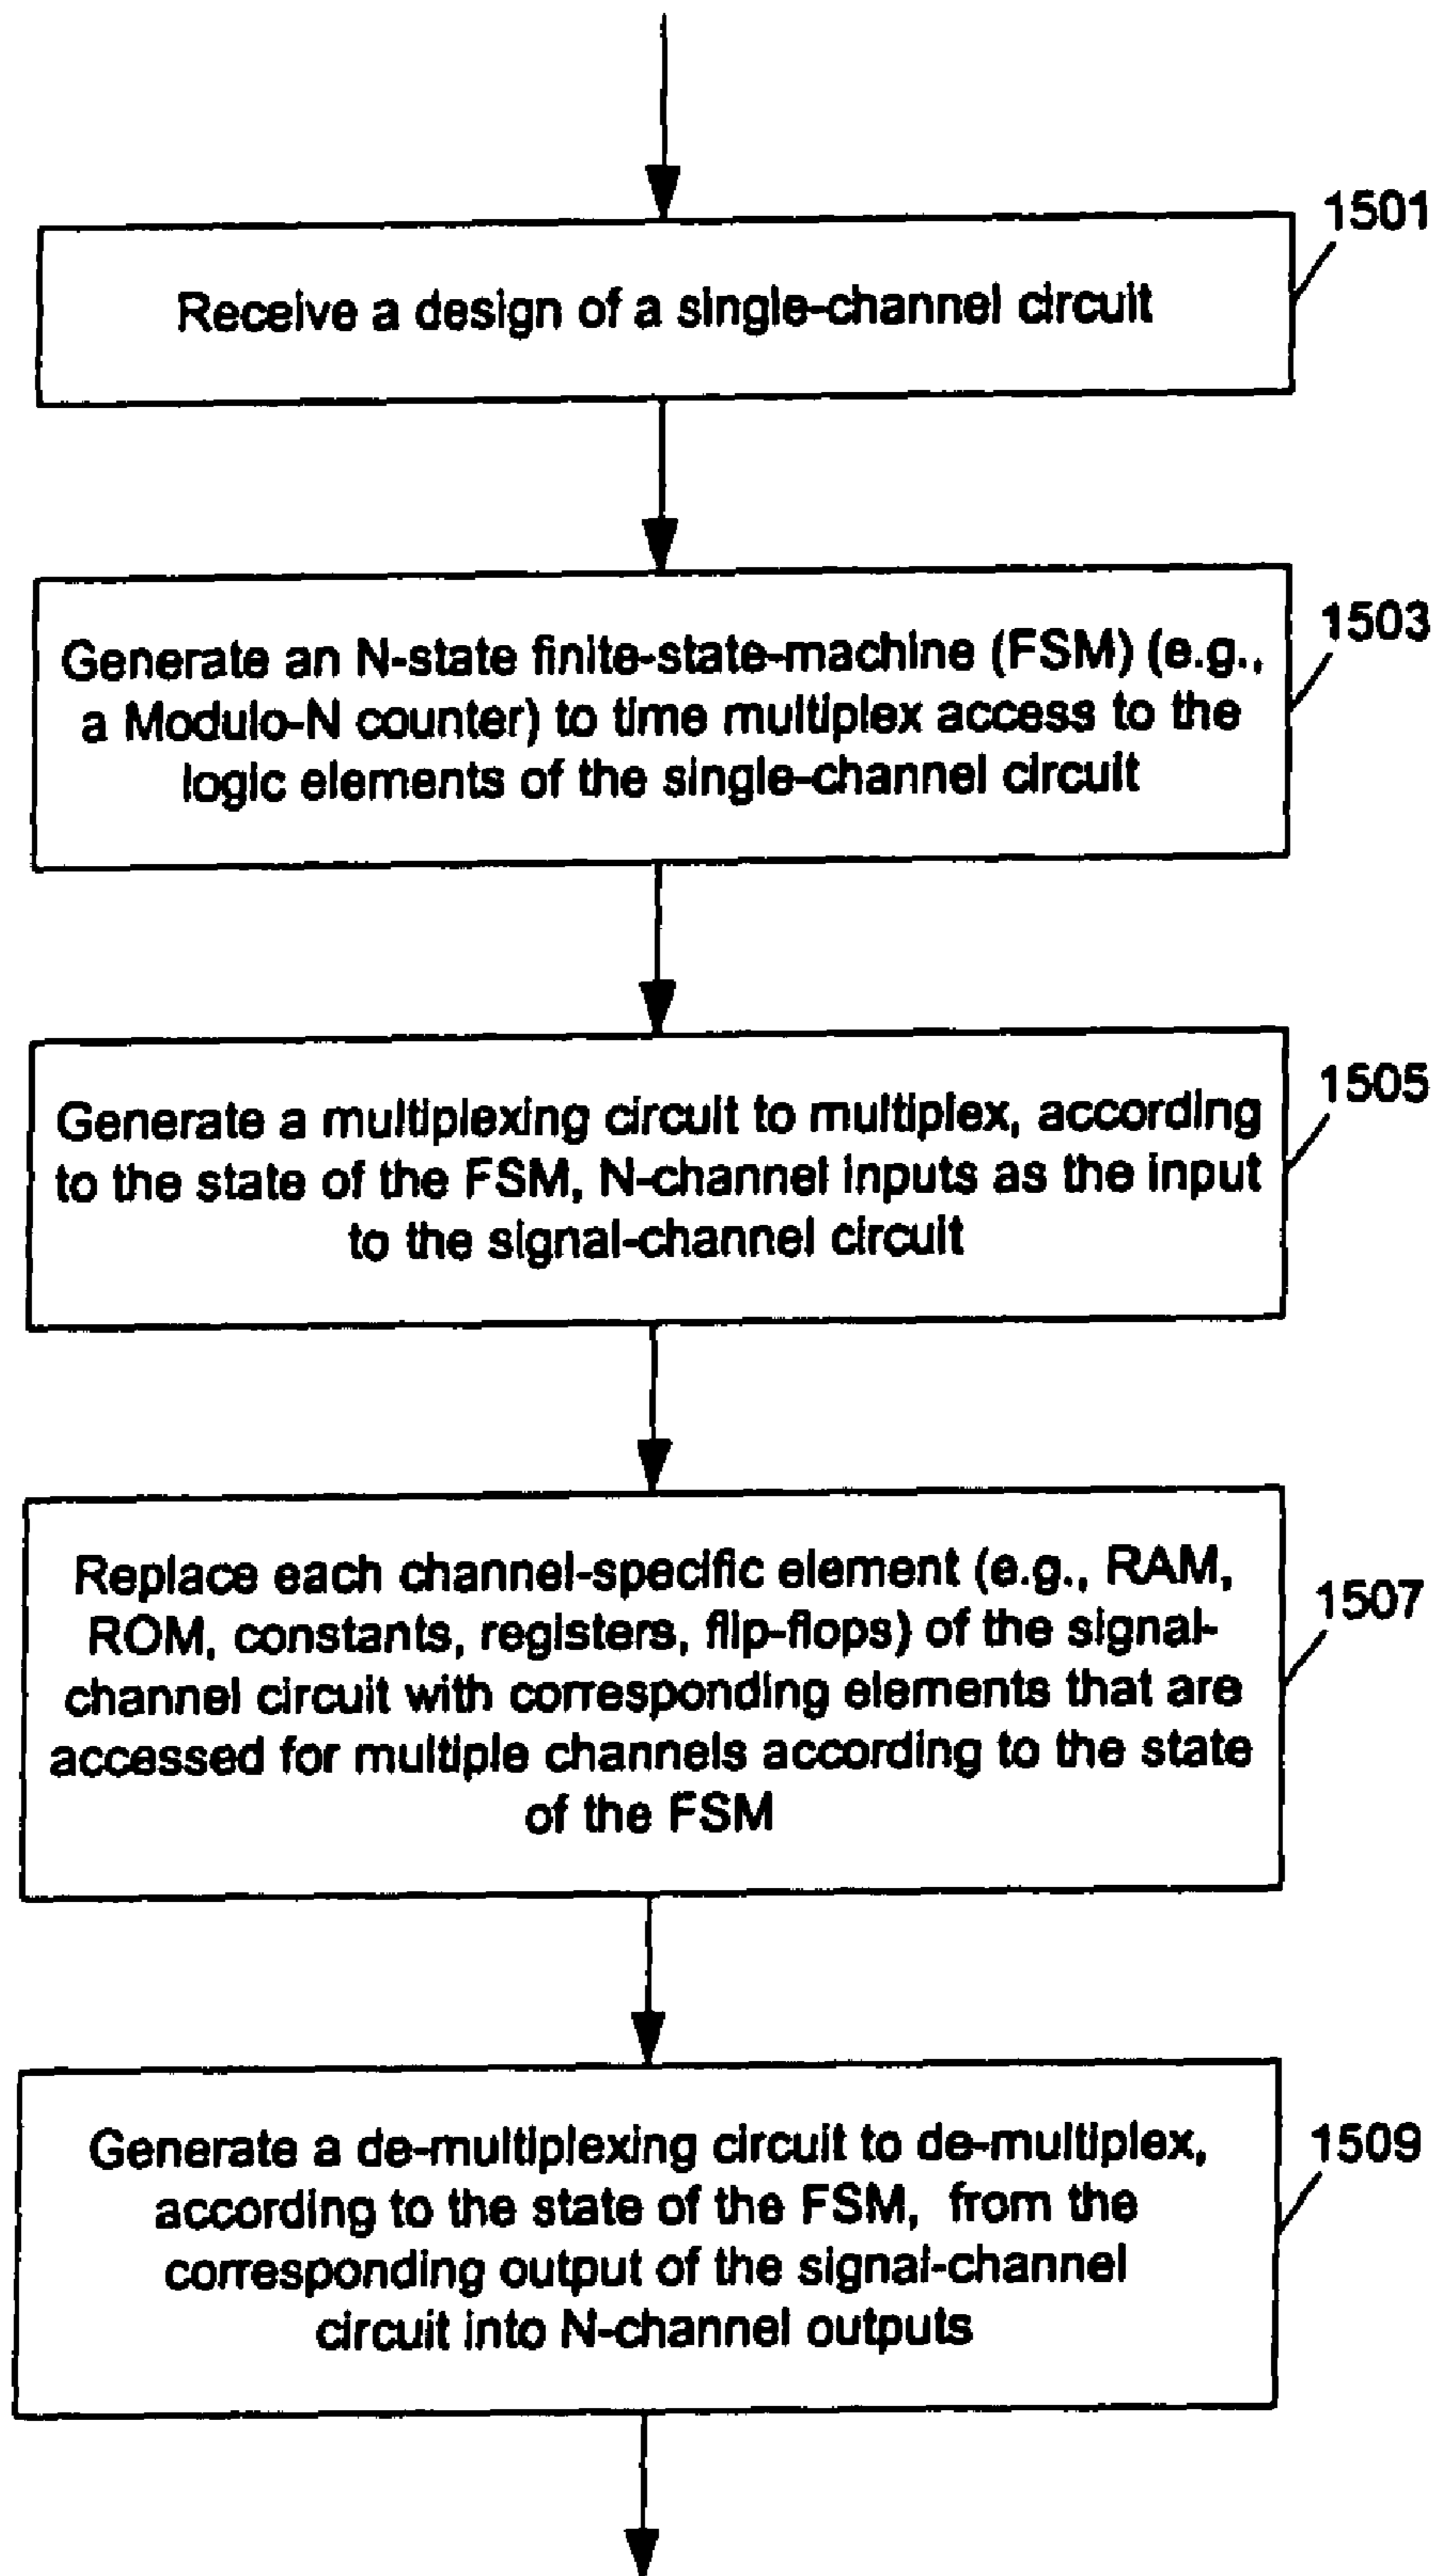 1501
Receive a design of a single-channel circuit
1503
Generate an N-state finite-state-machine (FSM) (e.g.,
a Modulo-N counter) to time multiplex access to the
logic elements of the single-channel circuit
1505
Generate a multiplexing circuit to multiplex, according
to the state of the FSM, N-channel inputs as the input
to the signal-channel circuit
1507
Replace each channel-specific element (e.g., RAM,
ROM, constants, registers, flip-flops) of the signal-
channel circuit with corresponding elements that are
accessed for multiple channels according to the state
of the FSM
1509
Generate a de-multiplexing circuit to de-multiplex,
according to the state of the FSM, from the
corresponding output of the signal-channel
circuit into N-channel outputs